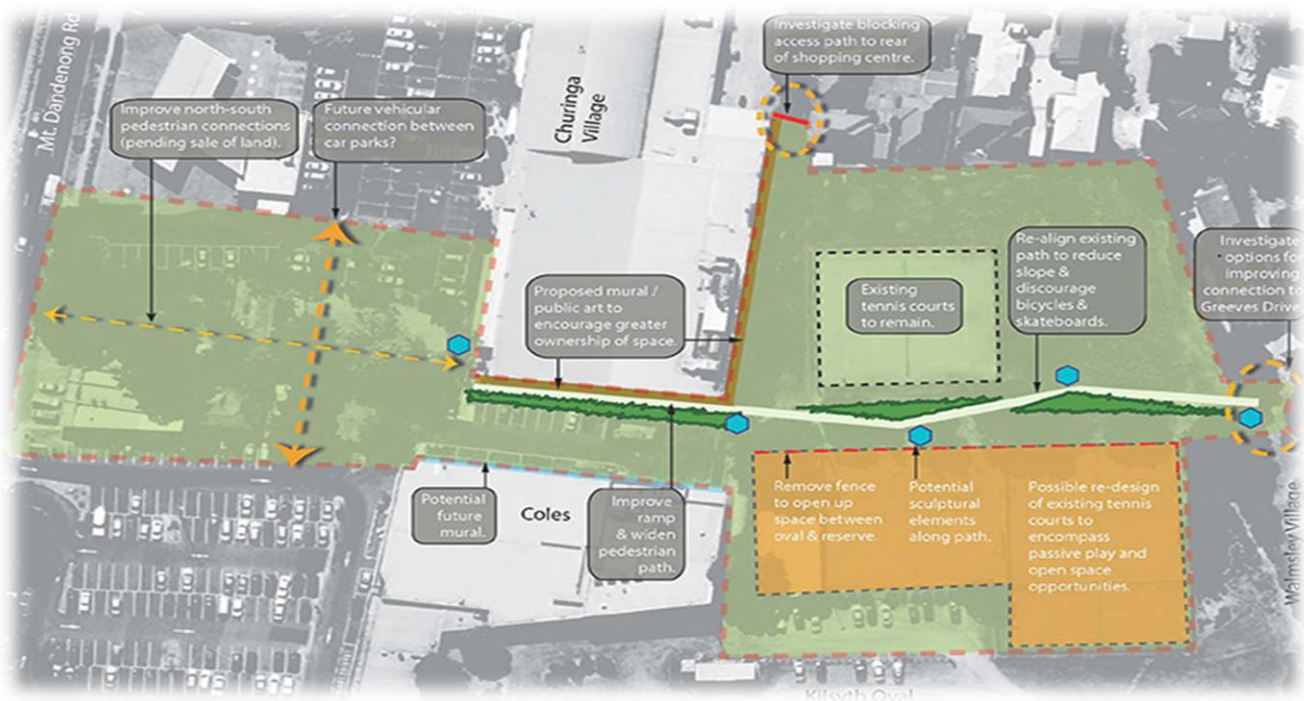 Mt. Dandenong Rd
Improve north-south
pedestrian connections
(pending sale of land).
Future vehicular
connection between
car parks?
Churinga
Village
Investigate blocking
access path to rear
of shopping centre.
Proposed mural /
public art to
encourage greater
ownership of space.
Existing
tennis courts
to remain.
Re-align existing
path to reduce
slope &
discourage
bicycles &
skateboards.
Investigate
options for
improving
connection to
Greeves Drive
Potential
future
mural.
Coles
Improve
ramp
& widen
pedestrian
path.
Remove fence
to open up
space between
oval & reserve.
Potential
sculptural
elements
along path.
Possible re-design
of existing tennis
courts to
encompass
passive play and
open space
opportunities.
Walmsley Village
Kilsyth Oval